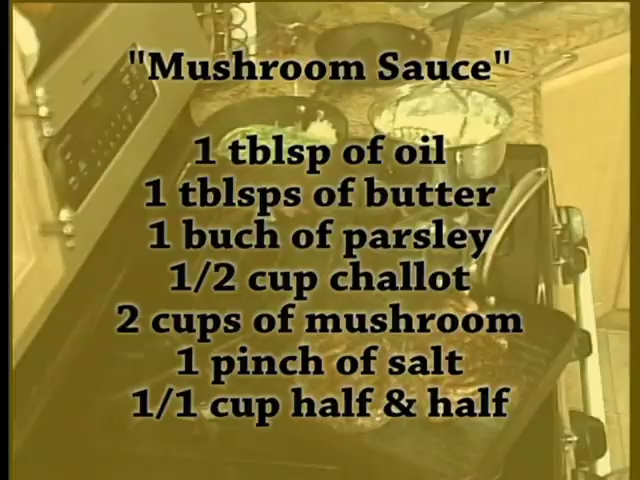 "Mushroom Sauce"
1 tblsp of oil
1 tblsps of butter
1 buch of parsley
1/2 cup challot
2 cups of mushroom
1 pinch of salt
1/1 cup half & half